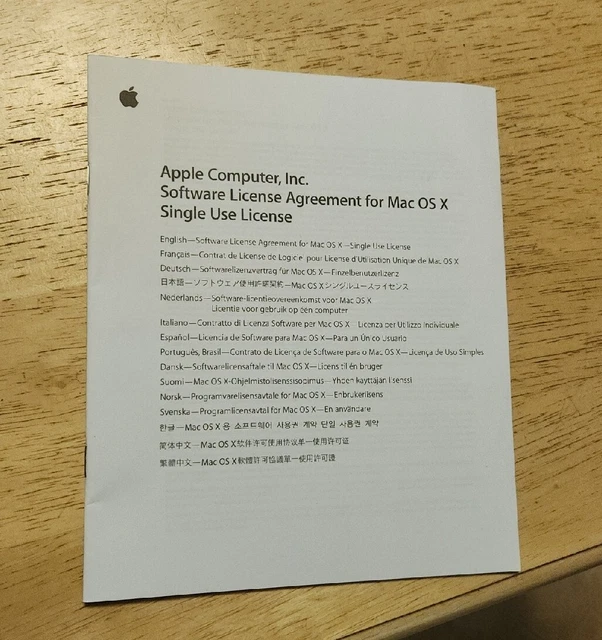 Apple Computer, Inc.
Software License Agreement for Mac OS X
Single Use License
English—Software License Agreement for Mac OS X—Single Use License
Français—Contrat de License de Logiciel pour License d'Utilisation Unique de Mac OS X
Deutsch—Softwarelizenzvertrag für Mac OS X—Einzelbenutzerlizenz
日本語—ソフトウェア使用許諾契約—Mac OS Xシングルユースライセンス
Nederlands—Software-licentieovereenkomst voor Mac OS X
Licentie voor gebruik op een computer
Italiano—Contratto di Licenza Software per Mac OS X—Licenza per Utilizzo Individuale
Español—Licencia de Software para Mac OS X—Para un Único Usuario
Português, Brasil—Contrato de Licença de Software para o Mac OS X—Licença de Uso Simples
Dansk—Softwarelicensaftale til Mac OS X—Licens til én bruger
Suomi—Mac OS X-Ohjelmistolisenssisopimus—Yhden käyttäjän lisenssi
Norsk—Programvarelisensavtale for Mac OS X—Enbrukerlisens
Svenska—Programlicensavtal för Mac OS X—En användare
한글—Mac OS X 용 소프트웨어 사용권 계약 단일 사용권 계약
简体中文—Mac OS X软件许可使用协议单一使用许可证
繁體中文—Mac OS X軟體許可協議單一使用許可證